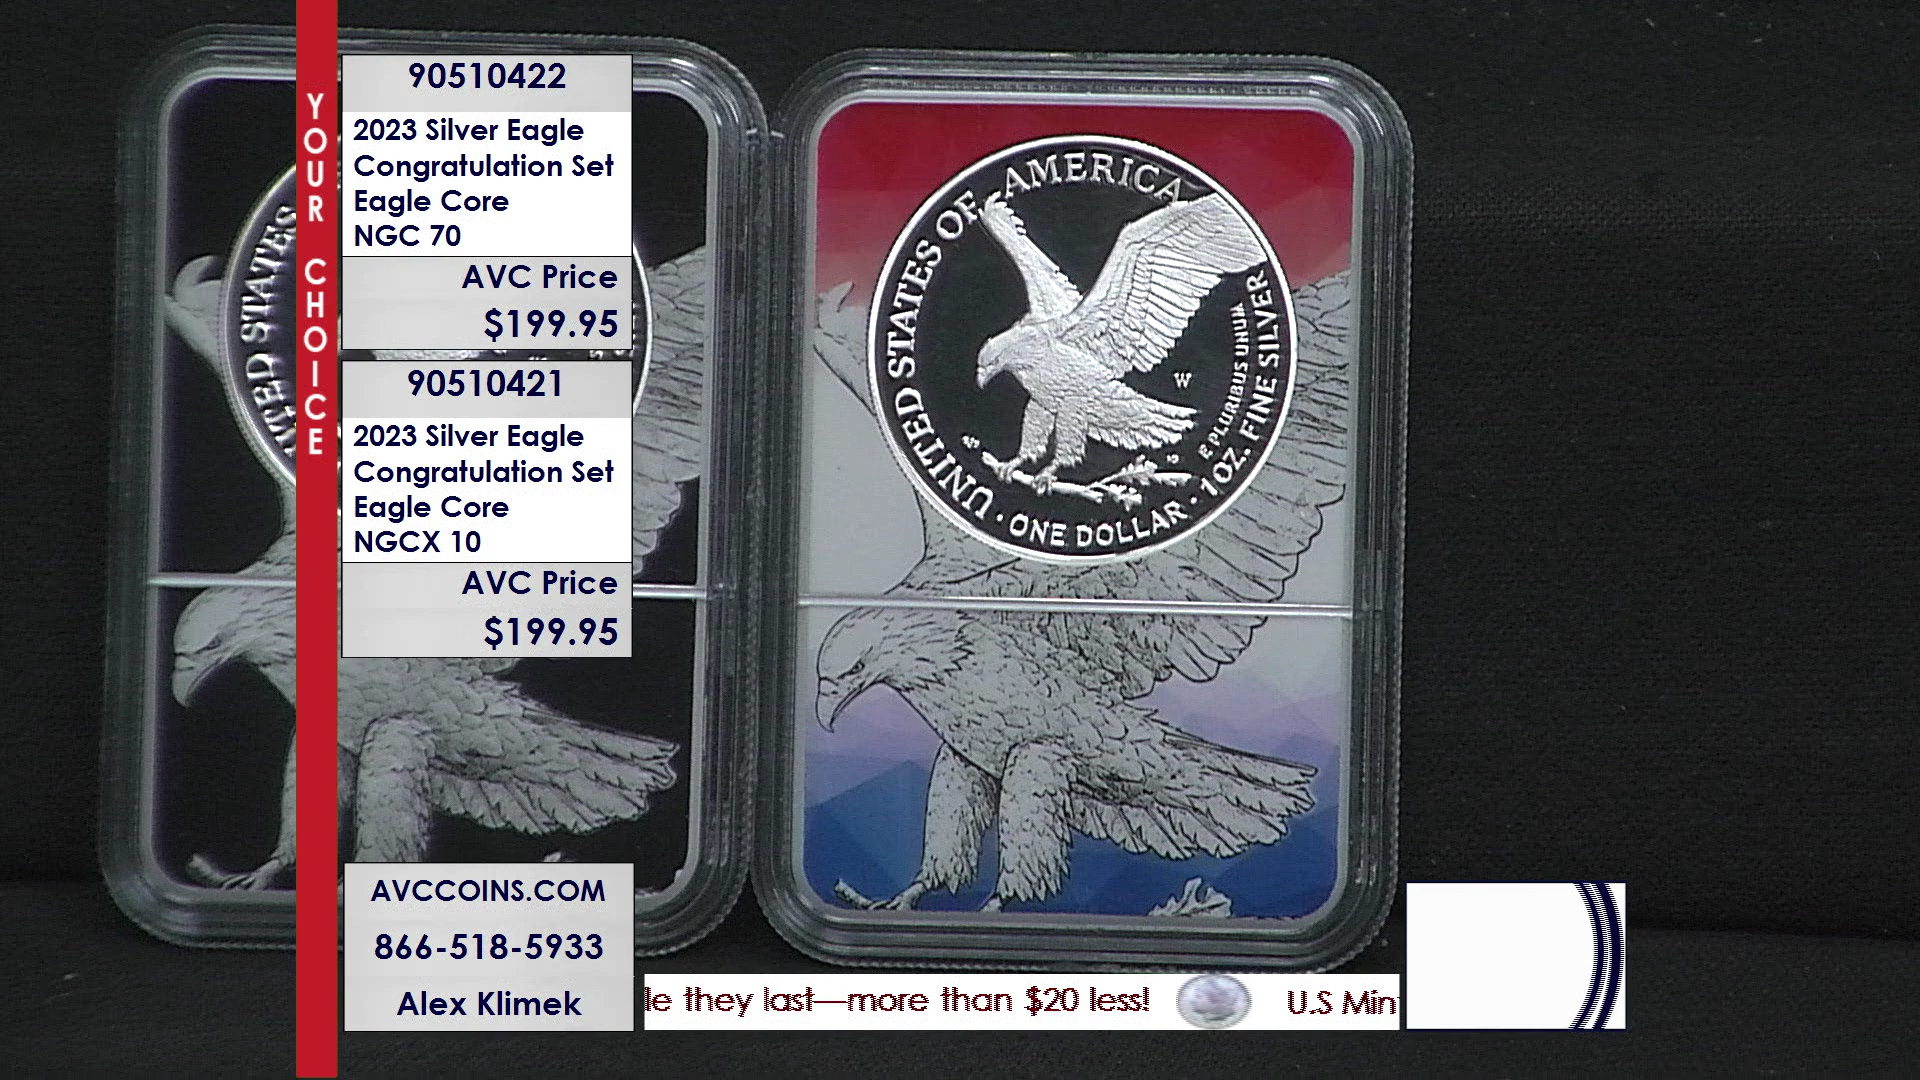 YOUR CHOICE
90510422
2023 Silver Eagle
Congratulation Set
Eagle Core
NGC 70
AVC Price
$199.95
90510421
2023 Silver Eagle
Congratulation Set
Eagle Core
NGCX 10
AVC Price
$199.95
AVCCOINS.COM
866-518-5933
Alex Klimek
le they last—more than $20 less!
U.S Min
UNITED STATES
UNITED STATES OF AMERICA
W
E PLURIBUS UNUM
1 OZ. FINE SILVER
• ONE DOLLAR •